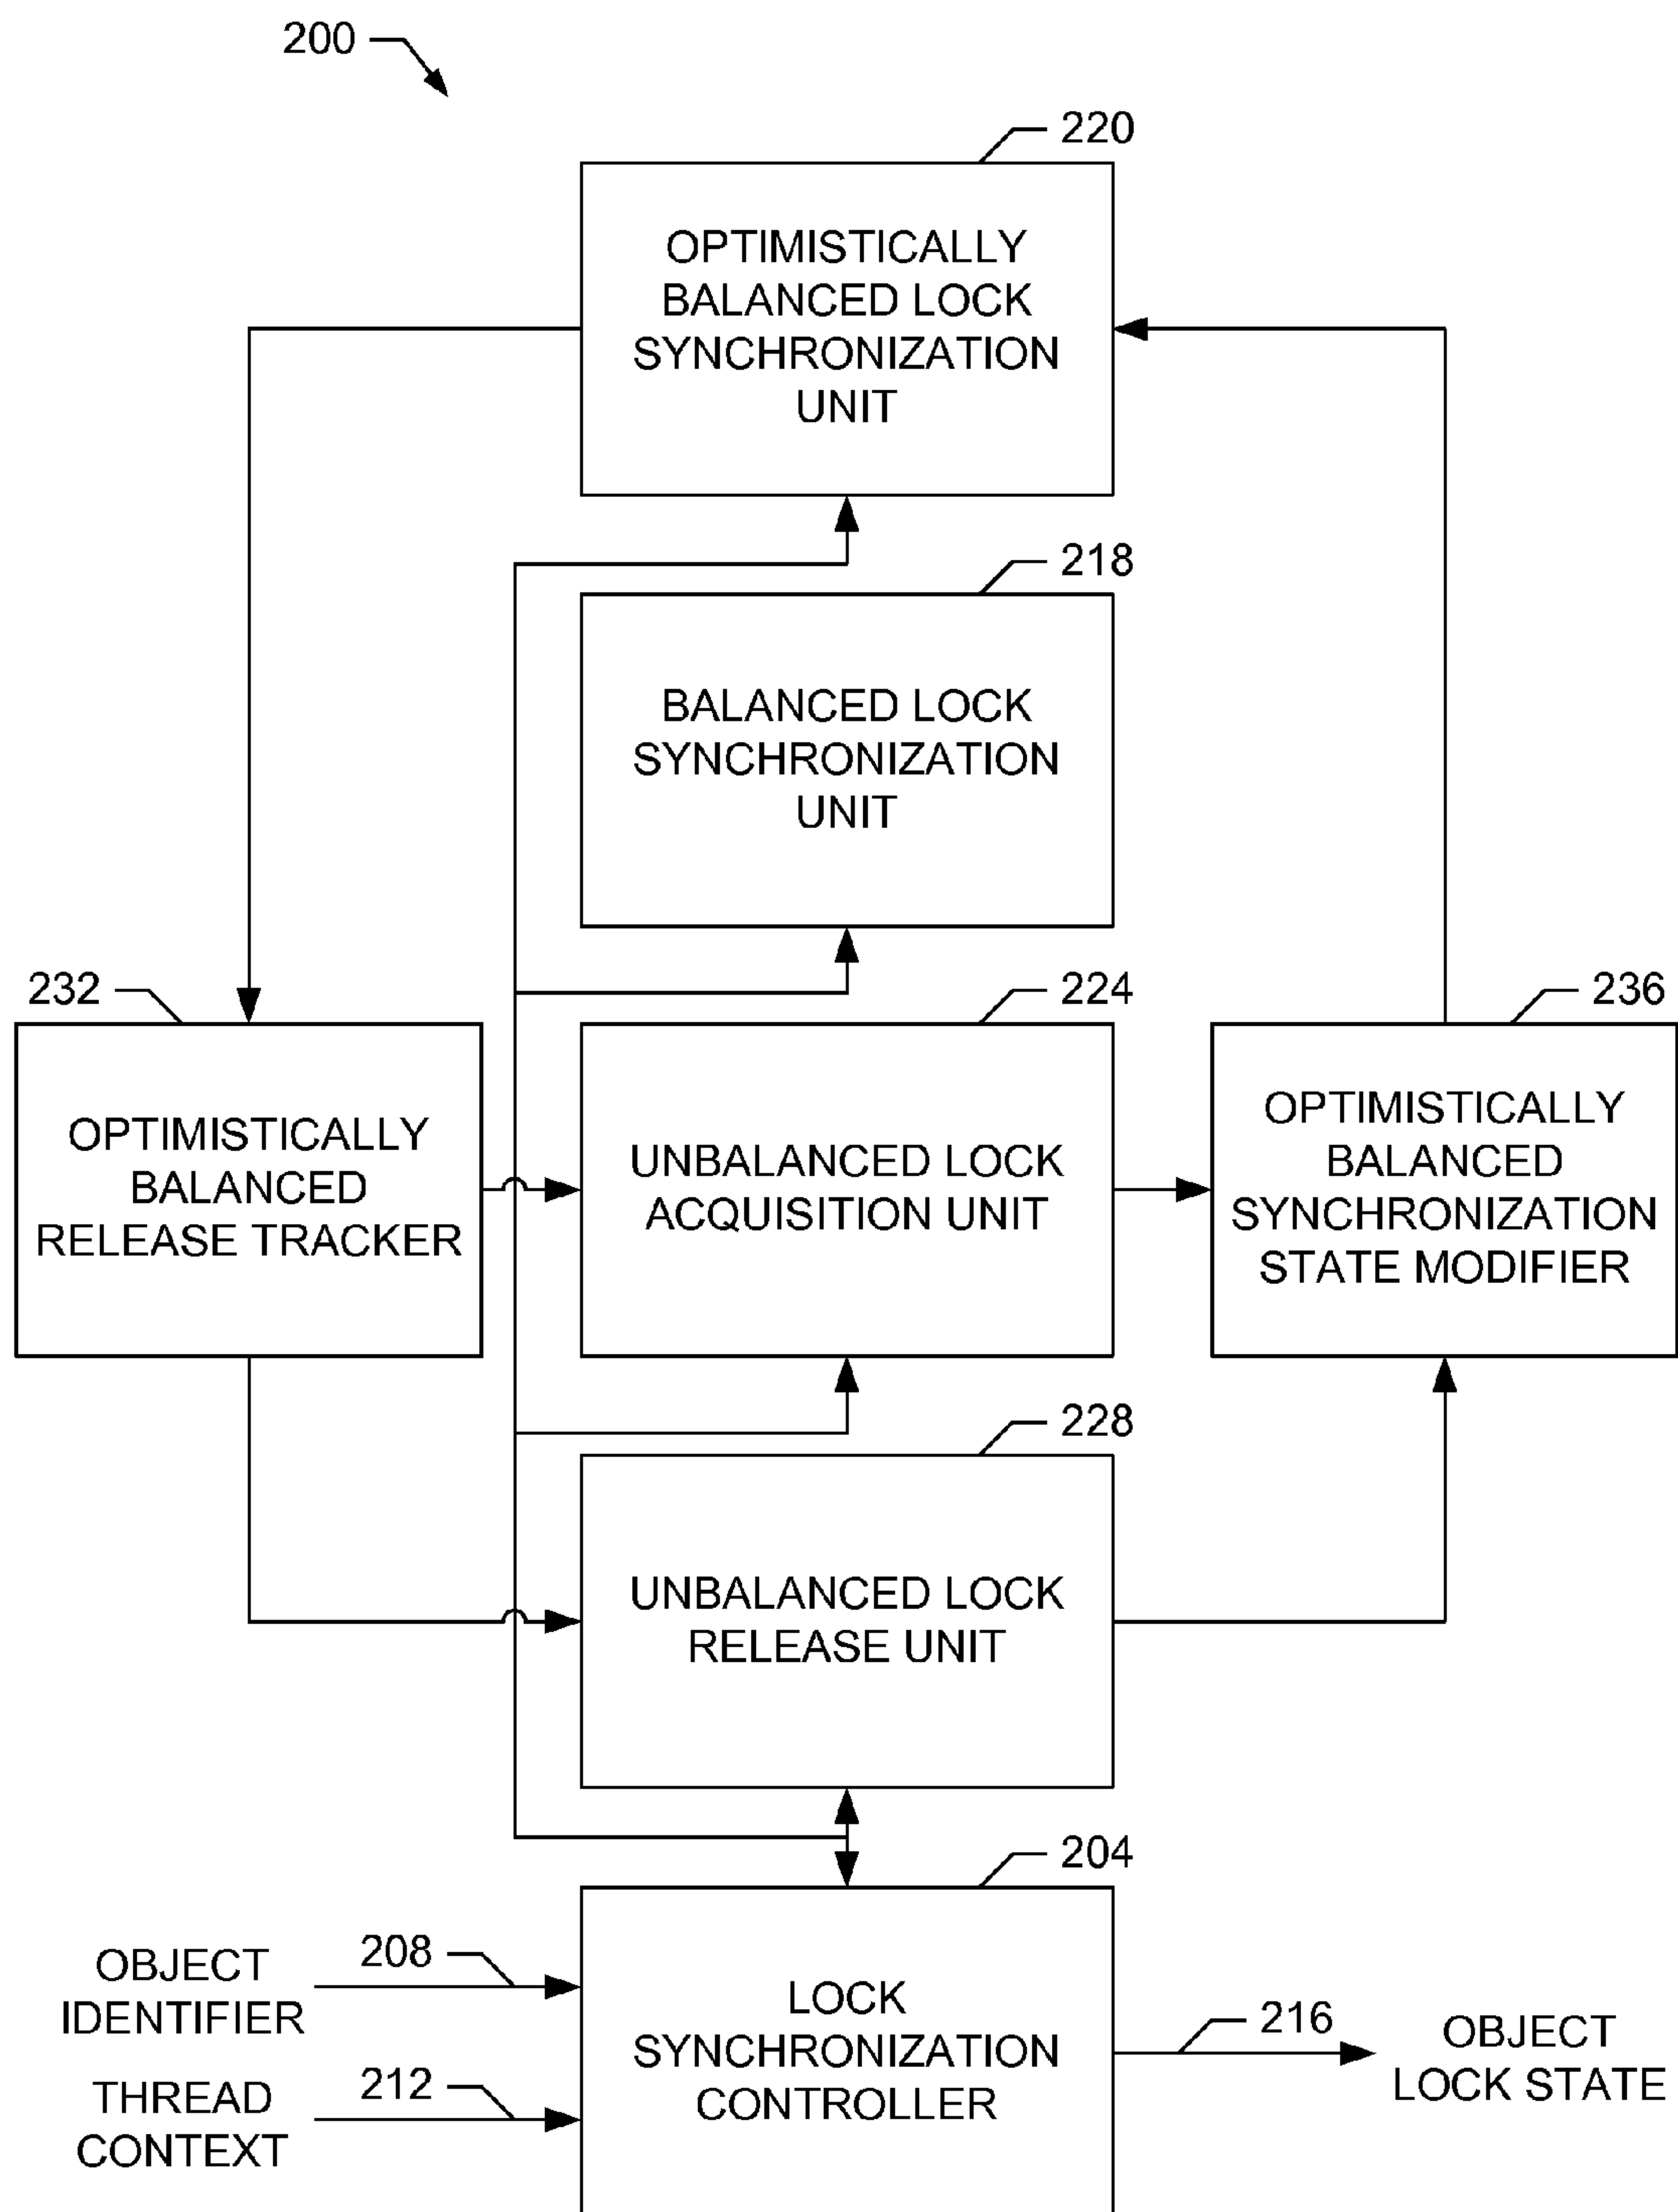 200
220
OPTIMISTICALLY
BALANCED LOCK
SYNCHRONIZATION
UNIT
218
BALANCED LOCK
SYNCHRONIZATION
UNIT
232
224
236
OPTIMISTICALLY
BALANCED
RELEASE TRACKER
UNBALANCED LOCK
ACQUISITION UNIT
OPTIMISTICALLY
BALANCED
SYNCHRONIZATION
STATE MODIFIER
228
UNBALANCED LOCK
RELEASE UNIT
204
OBJECT
IDENTIFIER
208
THREAD
CONTEXT
212
LOCK
SYNCHRONIZATION
CONTROLLER
216
OBJECT
LOCK STATE